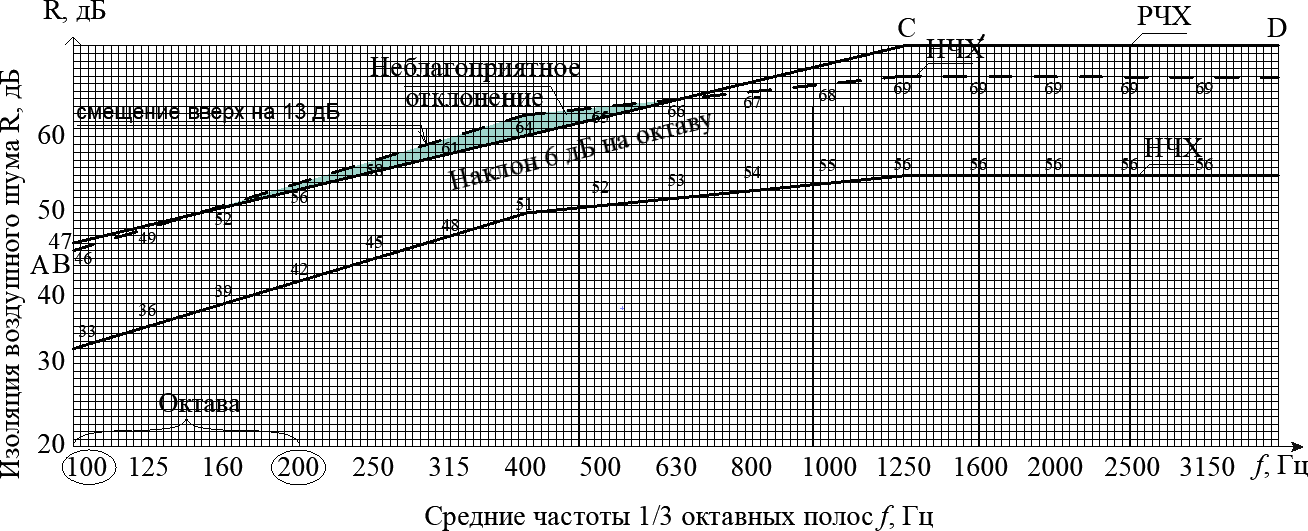 R, дБ
C
РЧХ
D
НЧХ
Неблагоприятное
отклонение
смещение вверх на 13 дБ
Изоляция воздушного шума R, дБ
60
50
47
A B
40
30
20
46 49 52 56 58 61 64 65 66 67 68 69 69 69 69 69
Наклон 6 дБ на октаву
НЧХ
33 36 39 42 45 48 51 52 53 54 55 56 56 56 56 56
Октава
100 125 160 200 250 315 400 500 630 800 1000 1250 1600 2000 2500 3150 f, Гц
Средние частоты 1/3 октавных полос f, Гц